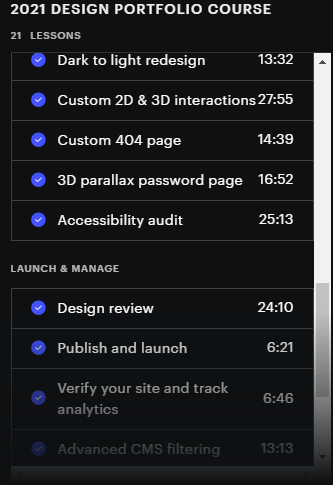 2021 DESIGN PORTFOLIO COURSE
21 LESSONS
Dark to light redesign 13:32
Custom 2D & 3D interactions 27:55
Custom 404 page 14:39
3D parallax password page 16:52
Accessibility audit 25:13
LAUNCH & MANAGE
Design review 24:10
Publish and launch 6:21
Verify your site and track 6:46
analytics
Advanced CMS filtering 13:13